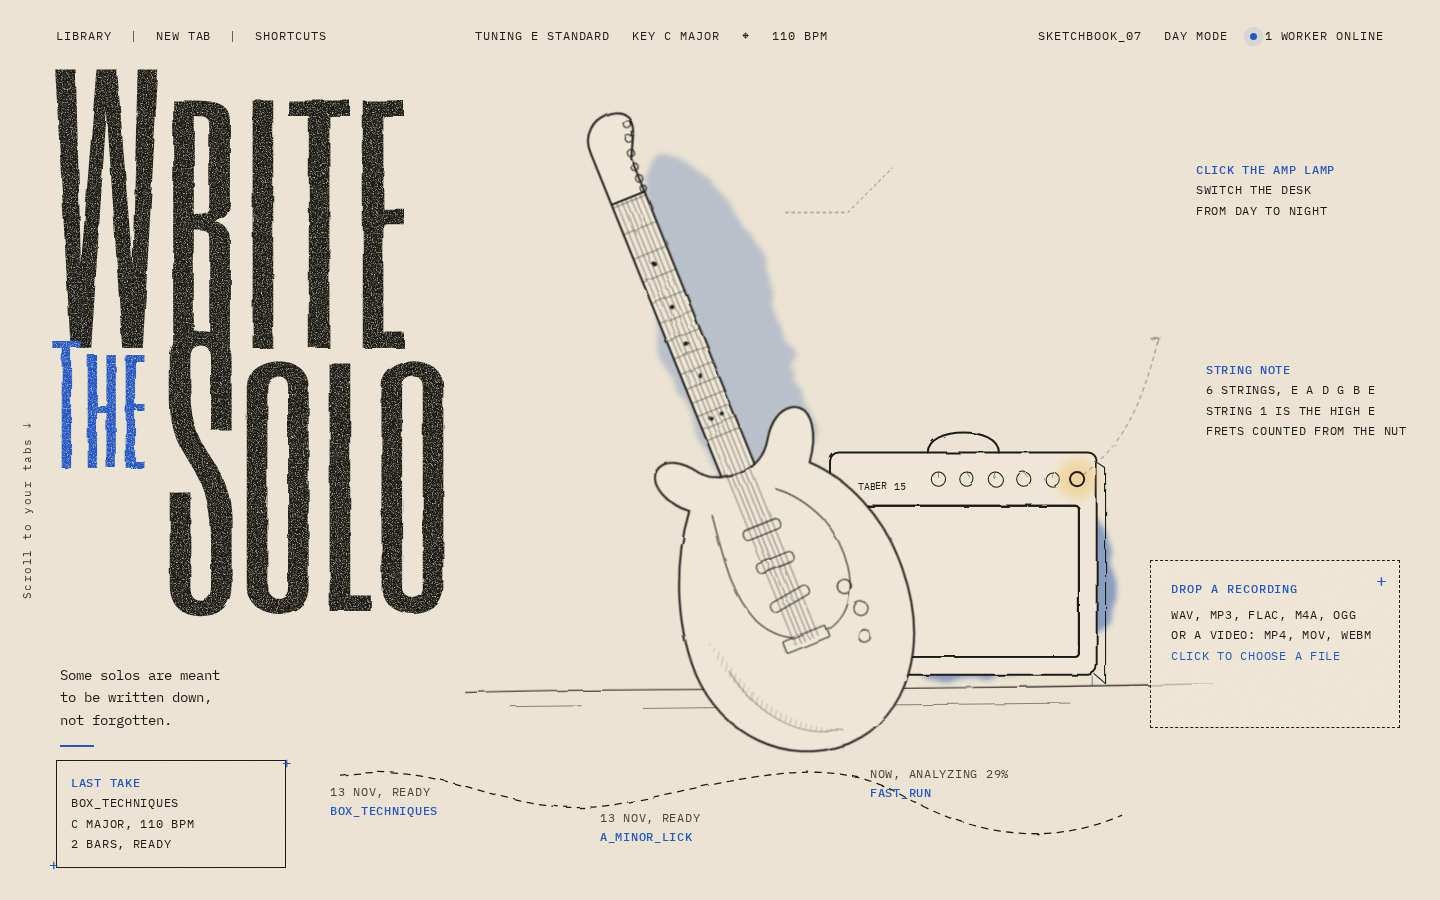 LIBRARY | NEW TAB | SHORTCUTS
TUNING E STANDARD KEY C MAJOR ⌖ 110 BPM
SKETCHBOOK_07 DAY MODE 1 WORKER ONLINE
WRITE
THE SOLO
CLICK THE AMP LAMP
SWITCH THE DESK
FROM DAY TO NIGHT
STRING NOTE
6 STRINGS, E A D G B E
STRING 1 IS THE HIGH E
FRETS COUNTED FROM THE NUT
Scroll to your tabs ↓
TABER 15
DROP A RECORDING +
WAV, MP3, FLAC, M4A, OGG
OR A VIDEO: MP4, MOV, WEBM
CLICK TO CHOOSE A FILE
Some solos are meant
to be written down,
not forgotten.
LAST TAKE
BOX_TECHNIQUES
C MAJOR, 110 BPM
2 BARS, READY
13 NOV, READY
BOX_TECHNIQUES
13 NOV, READY
A_MINOR_LICK
NOW, ANALYZING 29%
FAST_RUN